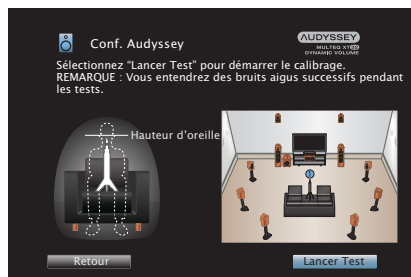 Conf. Audyssey
AUDYSSEY
MULTEQ XT32
DYNAMIC VOLUME
Sélectionnez “Lancer Test” pour démarrer le calibrage.
REMARQUE : Vous entendrez des bruits aigus successifs pendant
les tests.
Hauteur d’oreille
Retour
Lancer Test